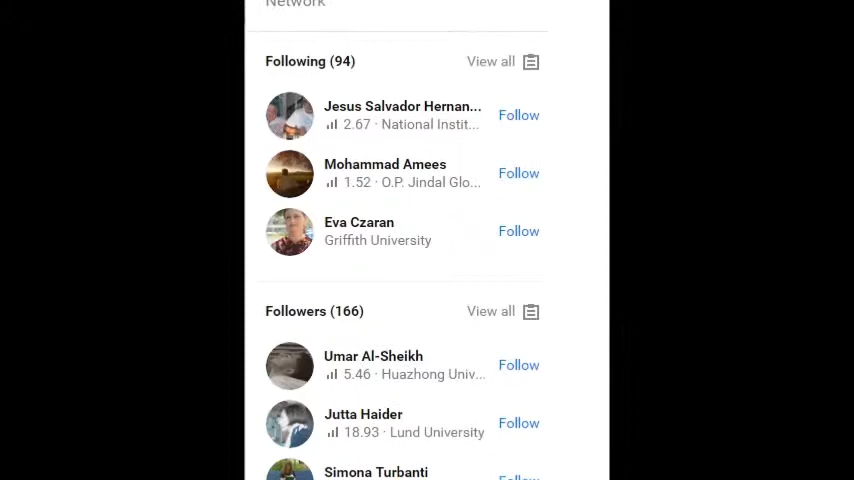 Network
Following (94) View all
Jesus Salvador Hernan...
2.67 · National Instit... Follow
Mohammad Amees
1.52 · O.P. Jindal Glo... Follow
Eva Czaran
Griffith University Follow
Followers (166) View all
Umar Al-Sheikh
5.46 · Huazhong Univ... Follow
Jutta Haider
18.93 · Lund University Follow
Simona Turbanti
Follow